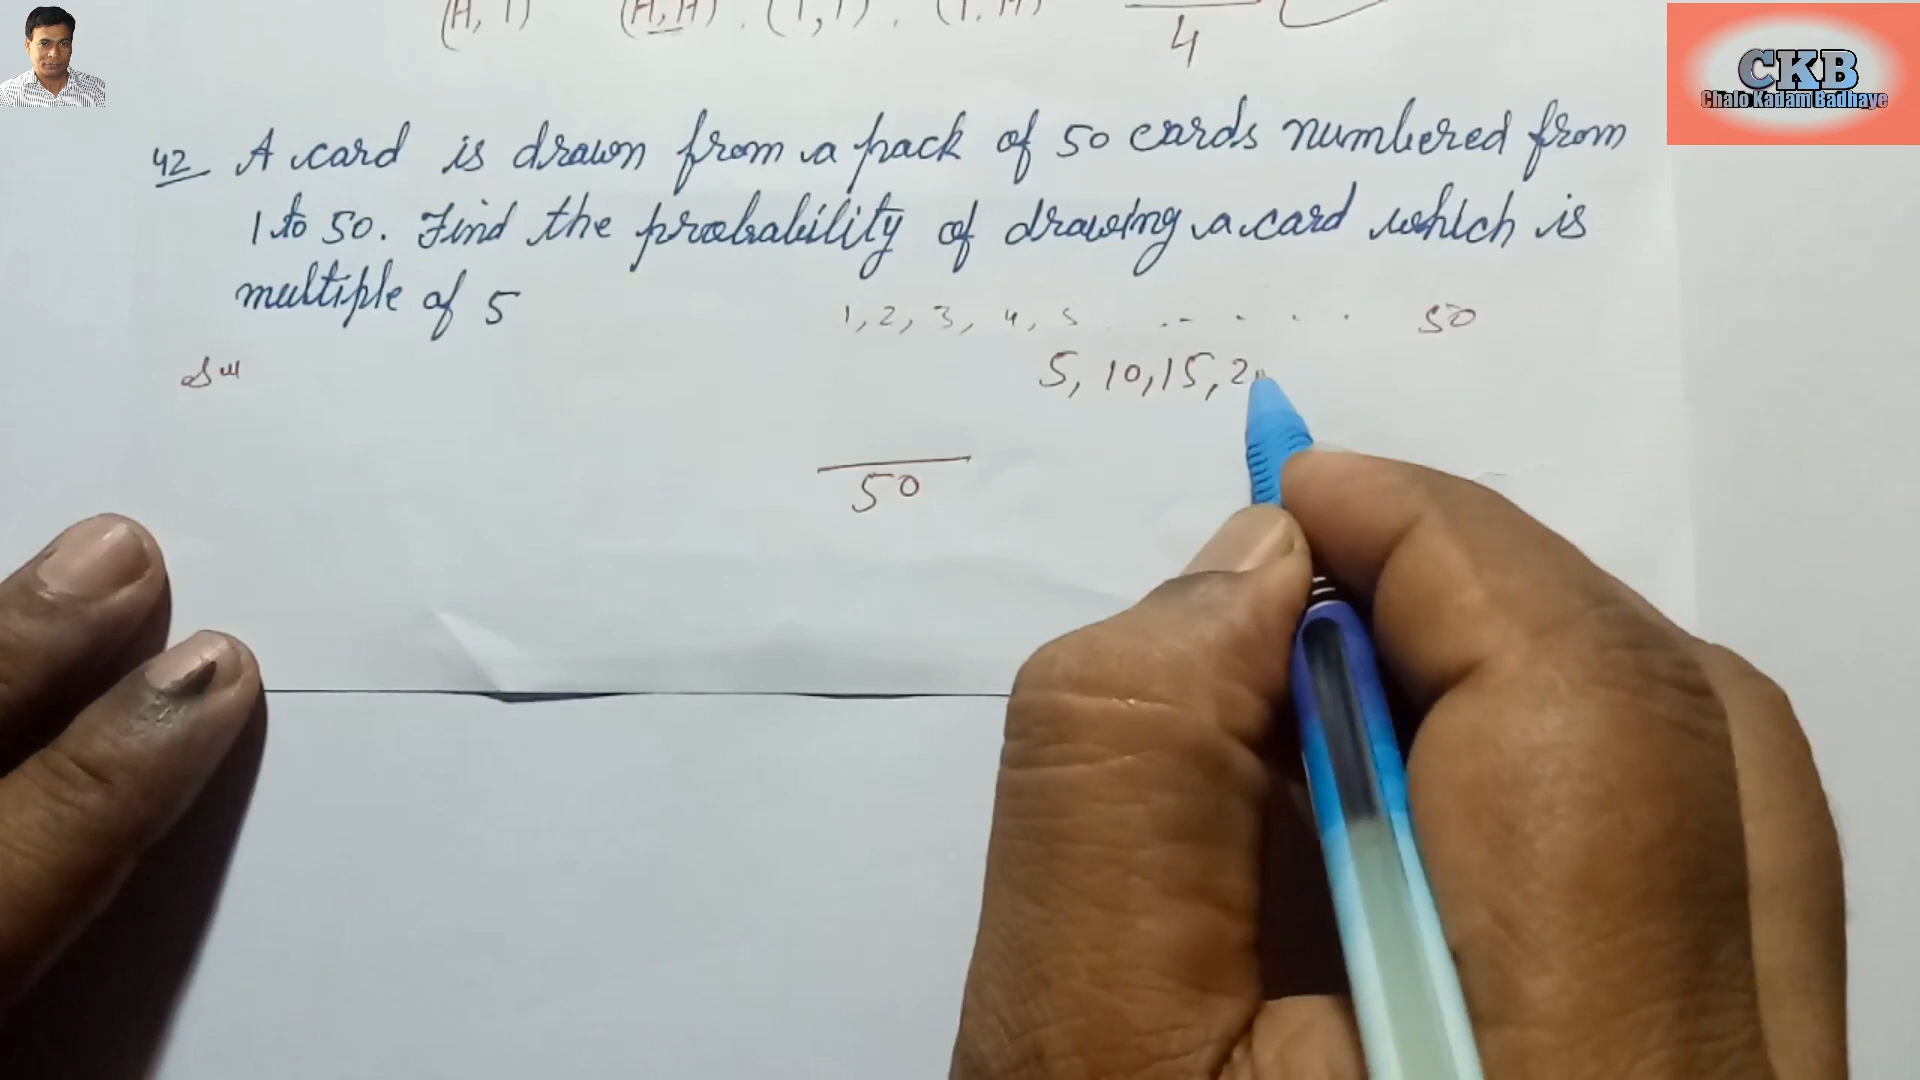 (H, T) (H, H), (T, T), (T, H)
4
CKB
Chalo Kadam Badhaye
42 A card is drawn from a pack of 50 cards numbered from
1 to 50. Find the probability of drawing a card which is
multiple of 5
1, 2, 3, 4, 5 . . - . . . . 50
Sol
5, 10, 15, 20
50